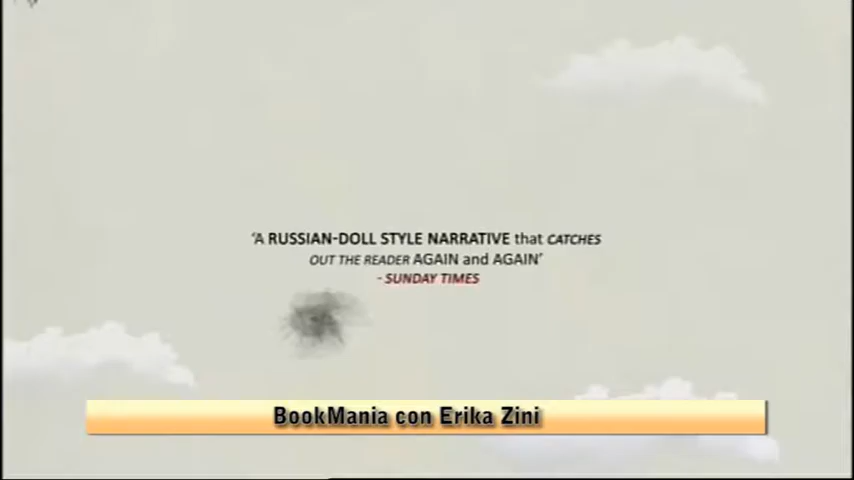 ‘A RUSSIAN-DOLL STYLE NARRATIVE that CATCHES
OUT THE READER AGAIN and AGAIN’
- SUNDAY TIMES
BookMania con Erika Zini